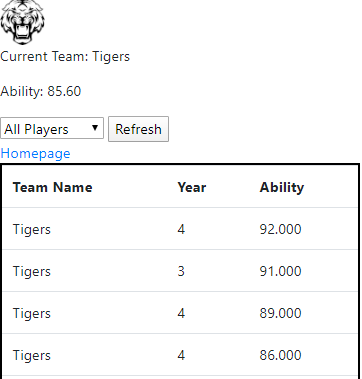 Current Team: Tigers
Ability: 85.60
All Players Refresh
Homepage
Team Name Year Ability
Tigers 4 92.000
Tigers 3 91.000
Tigers 4 89.000
Tigers 4 86.000